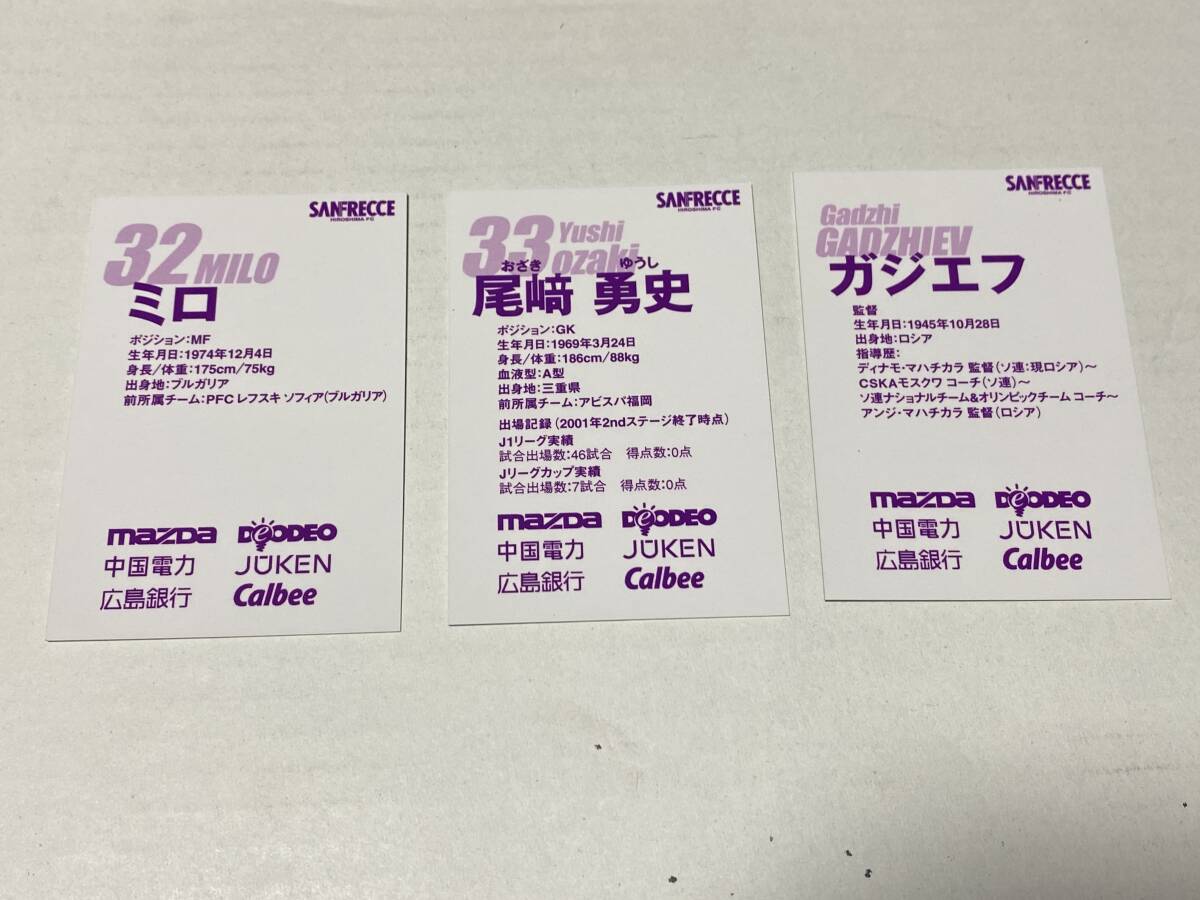 SANFRECCE
HIROSHIMA FC
32 MILO
ミロ
ポジション:MF
生年月日:1974年12月4日
身長/体重:175cm/75kg
出身地:ブルガリア
前所属チーム:PFC レフスキ ソフィア(ブルガリア)
mazda DeODEO
中国電力 JŪKEN
広島銀行 Calbee
SANFRECCE
HIROSHIMA FC
33 Yushi
ozaki
おざき ゆうし
尾﨑 勇史
ポジション:GK
生年月日:1969年3月24日
身長/体重:186cm/88kg
血液型:A型
出身地:三重県
前所属チーム:アビスパ福岡
出場記録(2001年2ndステージ終了時点)
J1リーグ実績
試合出場数:46試合 得点数:0点
Jリーグカップ実績
試合出場数:7試合 得点数:0点
mazda DeODEO
中国電力 JŪKEN
広島銀行 Calbee
SANFRECCE
HIROSHIMA FC
Gadzhi
GADZHIEV
ガジエフ
監督
生年月日:1945年10月28日
出身地:ロシア
指導歴:
ディナモ・マハチカラ 監督(ソ連:現ロシア)〜
CSKAモスクワ コーチ(ソ連)〜
ソ連ナショナルチーム&オリンピックチーム コーチ〜
アンジ・マハチカラ 監督(ロシア)
mazda DeODEO
中国電力 JŪKEN
広島銀行 Calbee